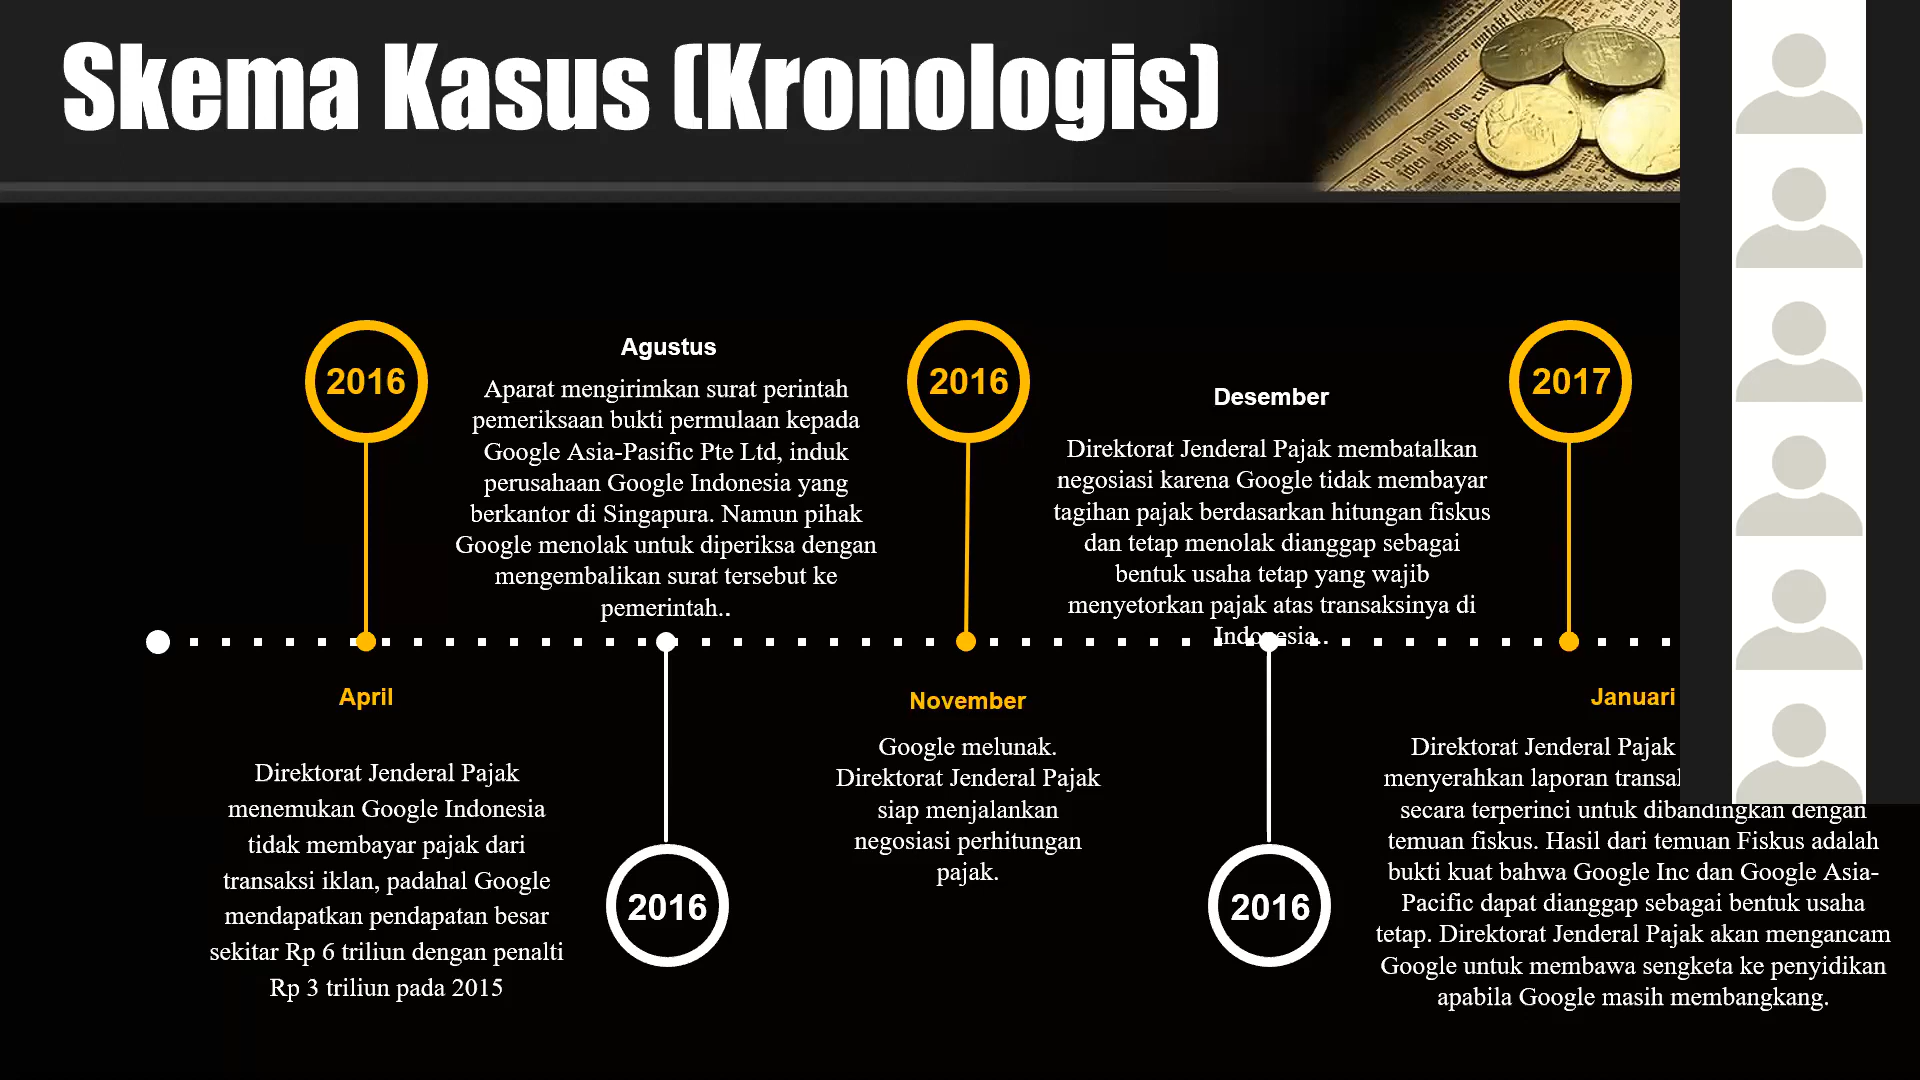 Skema Kasus (Kronologis)
2016
April
Direktorat Jenderal Pajak
menemukan Google Indonesia
tidak membayar pajak dari
transaksi iklan, padahal Google
mendapatkan pendapatan besar
sekitar Rp 6 triliun dengan penalti
Rp 3 triliun pada 2015
Agustus
Aparat mengirimkan surat perintah
pemeriksaan bukti permulaan kepada
Google Asia-Pasific Pte Ltd, induk
perusahaan Google Indonesia yang
berkantor di Singapura. Namun pihak
Google menolak untuk diperiksa dengan
mengembalikan surat tersebut ke
pemerintah..
2016
2016
November
Google melunak.
Direktorat Jenderal Pajak
siap menjalankan
negosiasi perhitungan
pajak.
Desember
Direktorat Jenderal Pajak membatalkan
negosiasi karena Google tidak membayar
tagihan pajak berdasarkan hitungan fiskus
dan tetap menolak dianggap sebagai
bentuk usaha tetap yang wajib
menyetorkan pajak atas transaksinya di
Indonesia..
2016
2017
Januari
Direktorat Jenderal Pajak
menyerahkan laporan
secara terperinci untuk dibandingkan dengan
temuan fiskus. Hasil dari temuan Fiskus adalah
bukti kuat bahwa Google Inc dan Google Asia-
Pacific dapat dianggap sebagai bentuk usaha
tetap. Direktorat Jenderal Pajak akan mengancam
Google untuk membawa sengketa ke penyidikan
apabila Google masih membangkang.